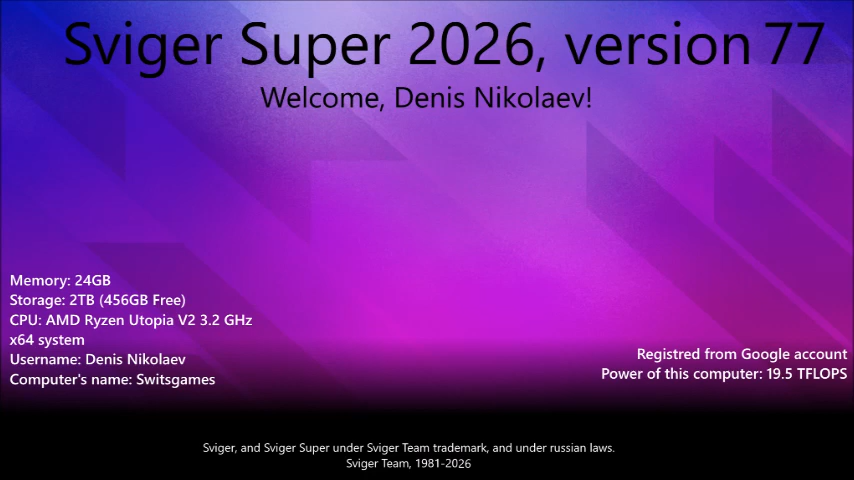 Sviger Super 2026, version 77
Welcome, Denis Nikolaev!
Memory: 24GB
Storage: 2TB (456GB Free)
CPU: AMD Ryzen Utopia V2 3.2 GHz
x64 system
Username: Denis Nikolaev
Computer's name: Switsgames
Registred from Google account
Power of this computer: 19.5 TFLOPS
Sviger, and Sviger Super under Sviger Team trademark, and under russian laws.
Sviger Team, 1981-2026